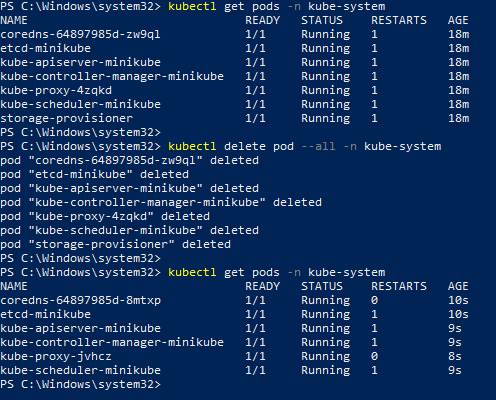 PS C:\Windows\system32> kubectl get pods -n kube-system
NAME READY STATUS RESTARTS AGE
coredns-64897985d-zw9ql 1/1 Running 1 18m
etcd-minikube 1/1 Running 1 18m
kube-apiserver-minikube 1/1 Running 1 18m
kube-controller-manager-minikube 1/1 Running 1 18m
kube-proxy-4zqkd 1/1 Running 1 18m
kube-scheduler-minikube 1/1 Running 1 18m
storage-provisioner 1/1 Running 1 18m
PS C:\Windows\system32>
PS C:\Windows\system32> kubectl delete pod --all -n kube-system
pod "coredns-64897985d-zw9ql" deleted
pod "etcd-minikube" deleted
pod "kube-apiserver-minikube" deleted
pod "kube-controller-manager-minikube" deleted
pod "kube-proxy-4zqkd" deleted
pod "kube-scheduler-minikube" deleted
pod "storage-provisioner" deleted
PS C:\Windows\system32>
PS C:\Windows\system32> kubectl get pods -n kube-system
NAME READY STATUS RESTARTS AGE
coredns-64897985d-8mtxp 1/1 Running 0 10s
etcd-minikube 1/1 Running 1 10s
kube-apiserver-minikube 1/1 Running 1 9s
kube-controller-manager-minikube 1/1 Running 1 9s
kube-proxy-jvhcz 1/1 Running 0 8s
kube-scheduler-minikube 1/1 Running 1 9s
PS C:\Windows\system32>